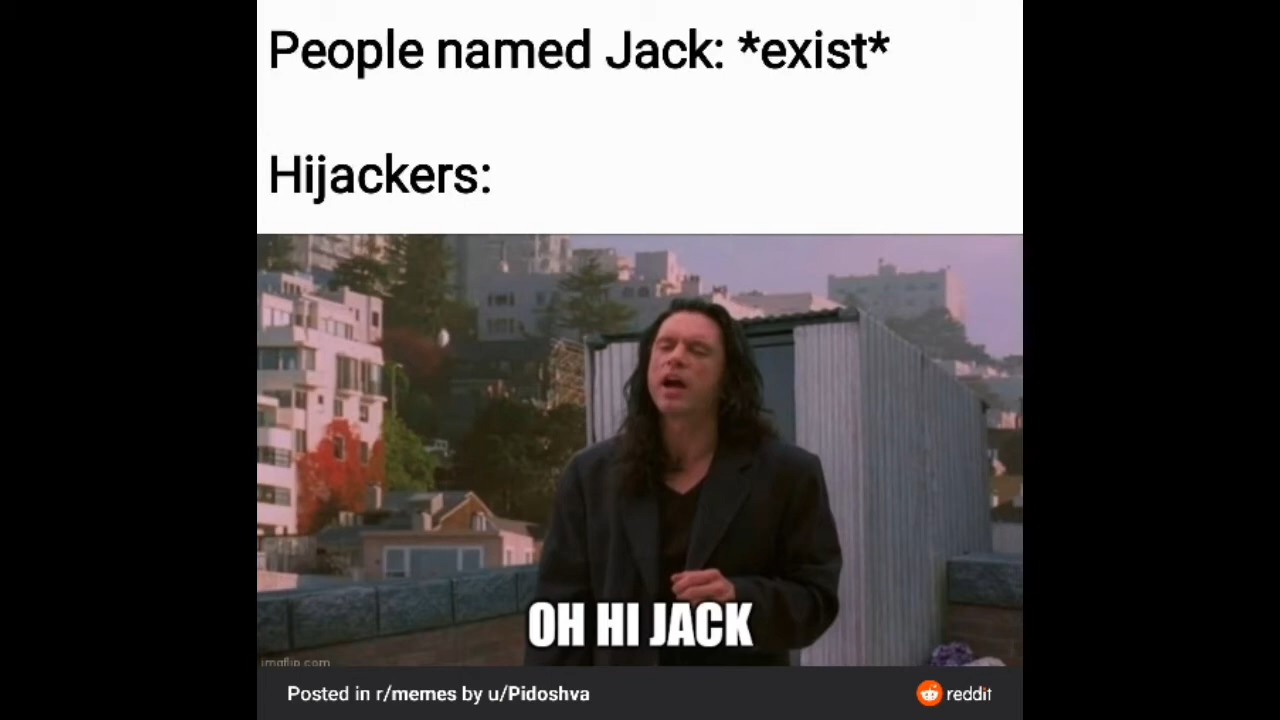 People named Jack: *exist*
Hijackers:
OH HI JACK
imgflip.com
Posted in r/memes by u/Pidoshva
reddit